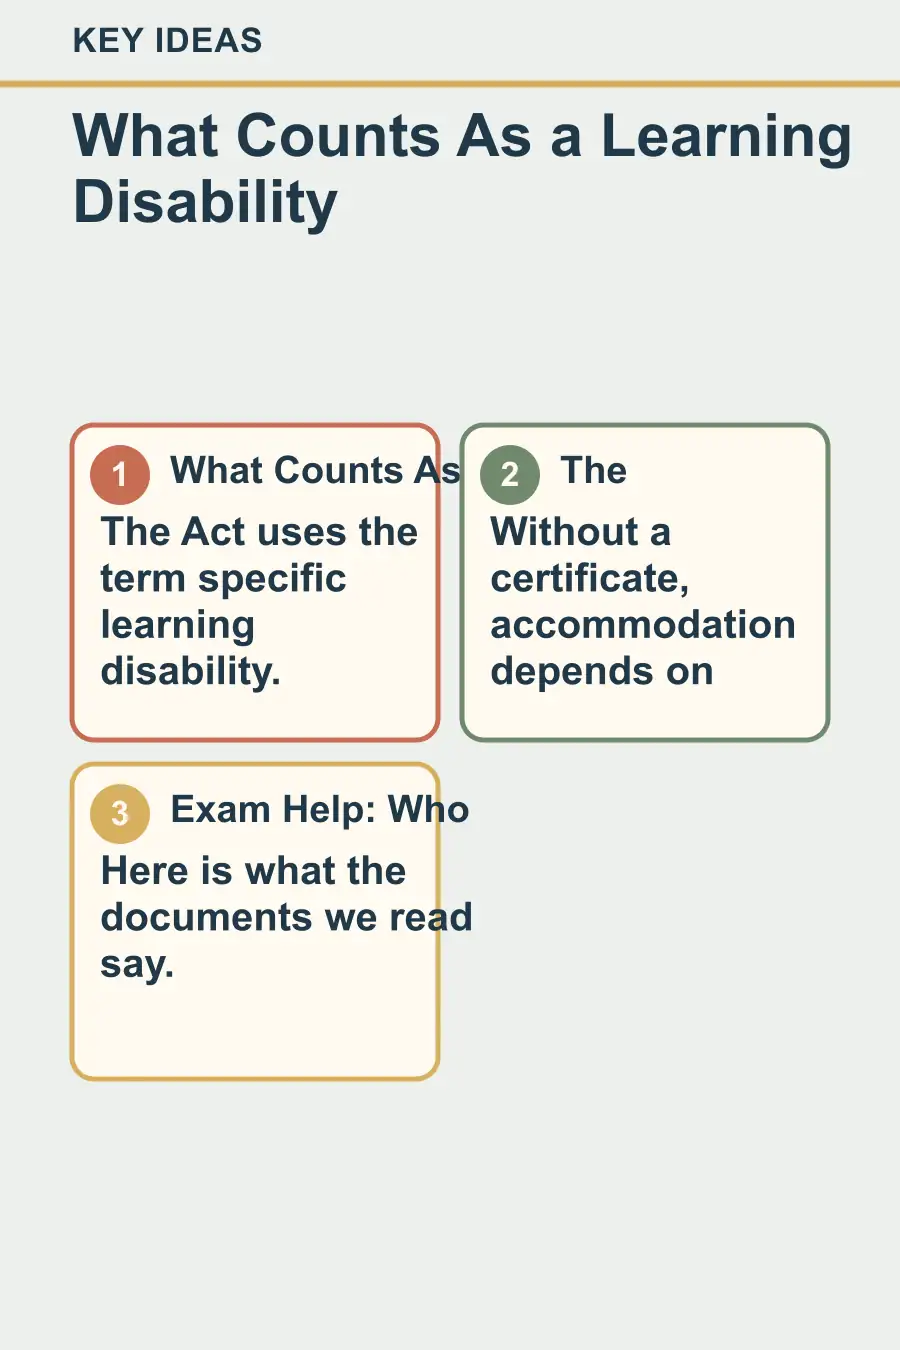 KEY IDEAS
What Counts As a Learning
Disability
1 What Counts As
The Act uses the
term specific
learning
disability.
2 The
Without a
certificate,
accommodation
depends on
3 Exam Help: Who
Here is what the
documents we read
say.